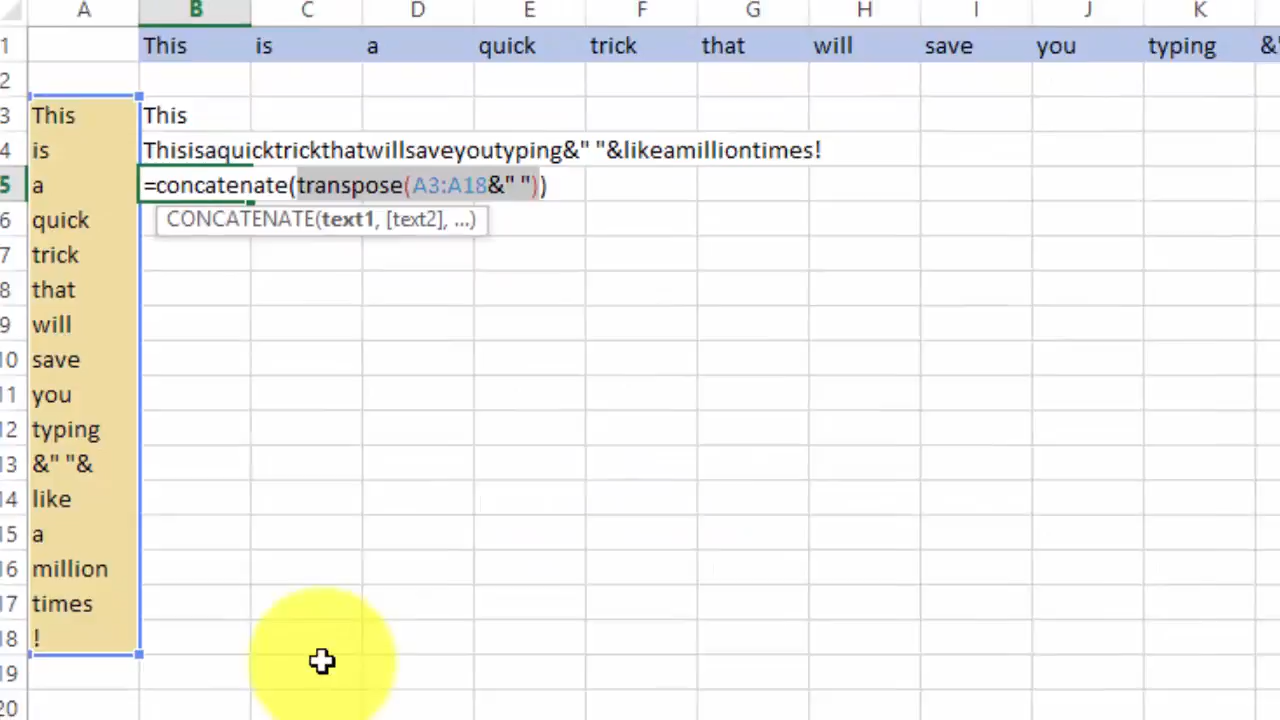 A B C D E F G H I J K
1 This is a quick trick that will save you typing &"
2
3 This This
4 is Thisisaquicktrickthatwillsaveyoutyping&" "&likeamilliontimes!
5 a =concatenate(transpose(A3:A18&" "))
6 quick CONCATENATE(text1, [text2], ...)
7 trick
8 that
9 will
10 save
11 you
12 typing
13 &" "&
14 like
15 a
16 million
17 times
18 !
19
20